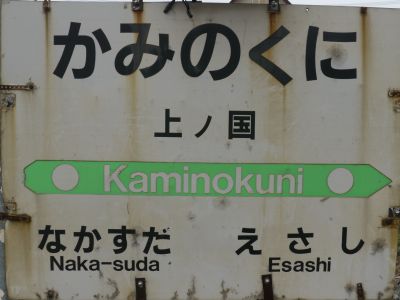 かみのくに
上ノ国
Kaminokuni
なかすだ えさし
Naka-suda Esashi